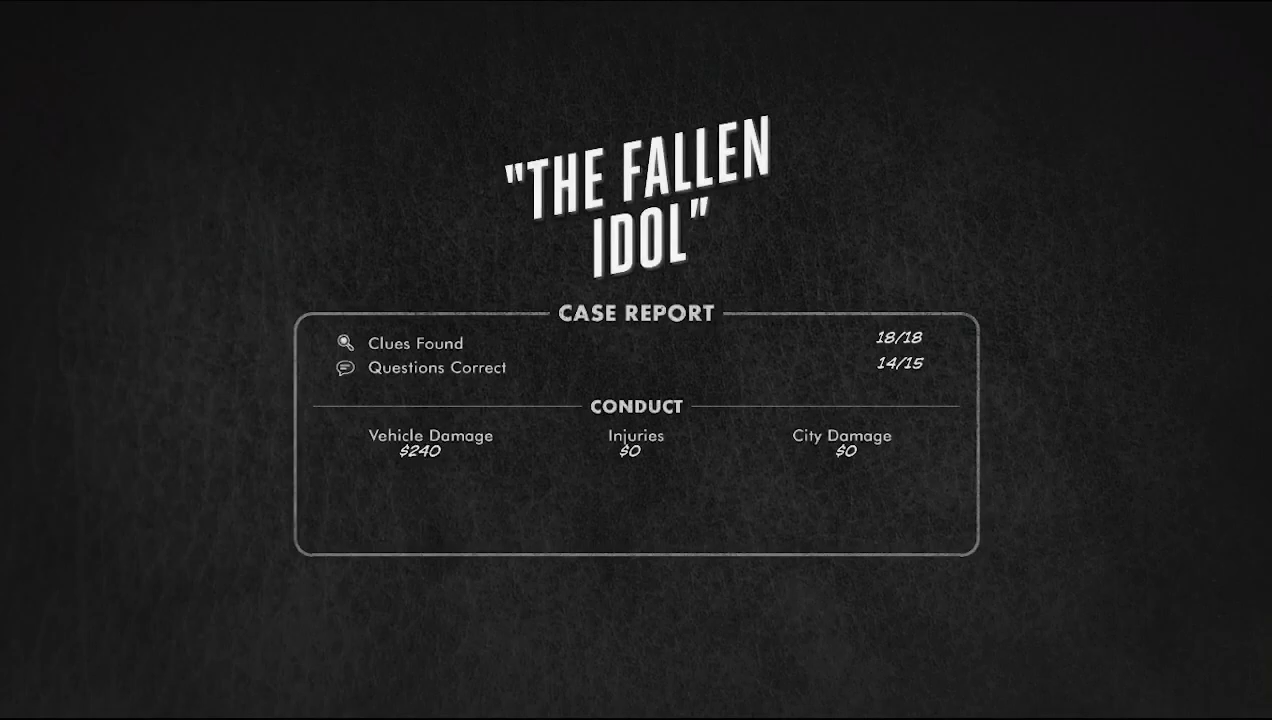 "THE FALLEN
IDOL"
CASE REPORT
Clues Found 18/18
Questions Correct 14/15
CONDUCT
Vehicle Damage Injuries City Damage
$240 $0 $0